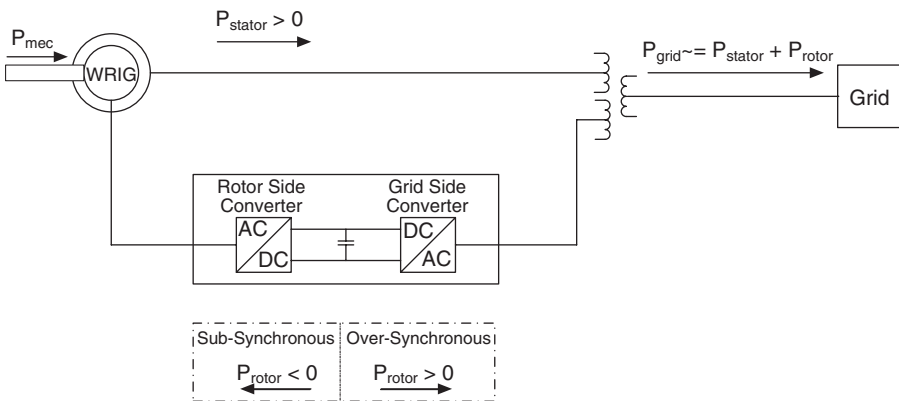 P_stator > 0
P_mec
P_grid~= P_stator + P_rotor
WRIG
Grid
Rotor Side
Converter
Grid Side
Converter
AC
DC
DC
AC
Sub-Synchronous
Over-Synchronous
P_rotor < 0
P_rotor > 0